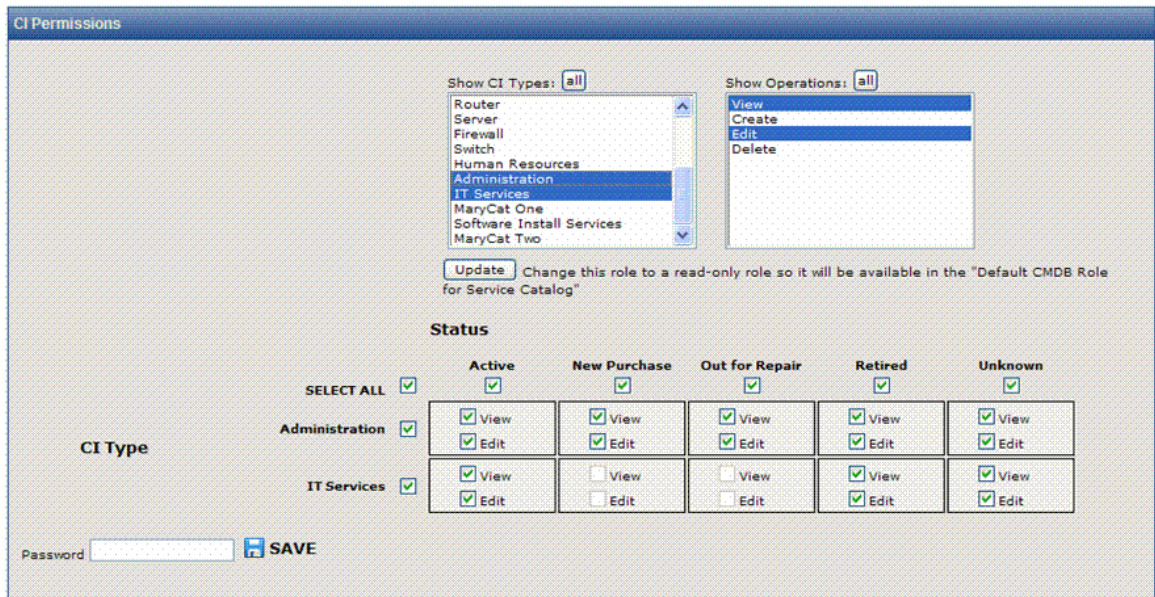 CI Permissions
Show CI Types: all
Router
Server
Firewall
Switch
Human Resources
Administration
IT Services
MaryCat One
Software Install Services
MaryCat Two
Show Operations: all
View
Create
Edit
Delete
Update Change this role to a read-only role so it will be available in the "Default CMDB Role
for Service Catalog"
Status
Active New Purchase Out for Repair Retired Unknown
SELECT ALL
CI Type
Administration
View View View View View
Edit Edit Edit Edit Edit
IT Services
View View View View View
Edit Edit Edit Edit Edit
Password SAVE